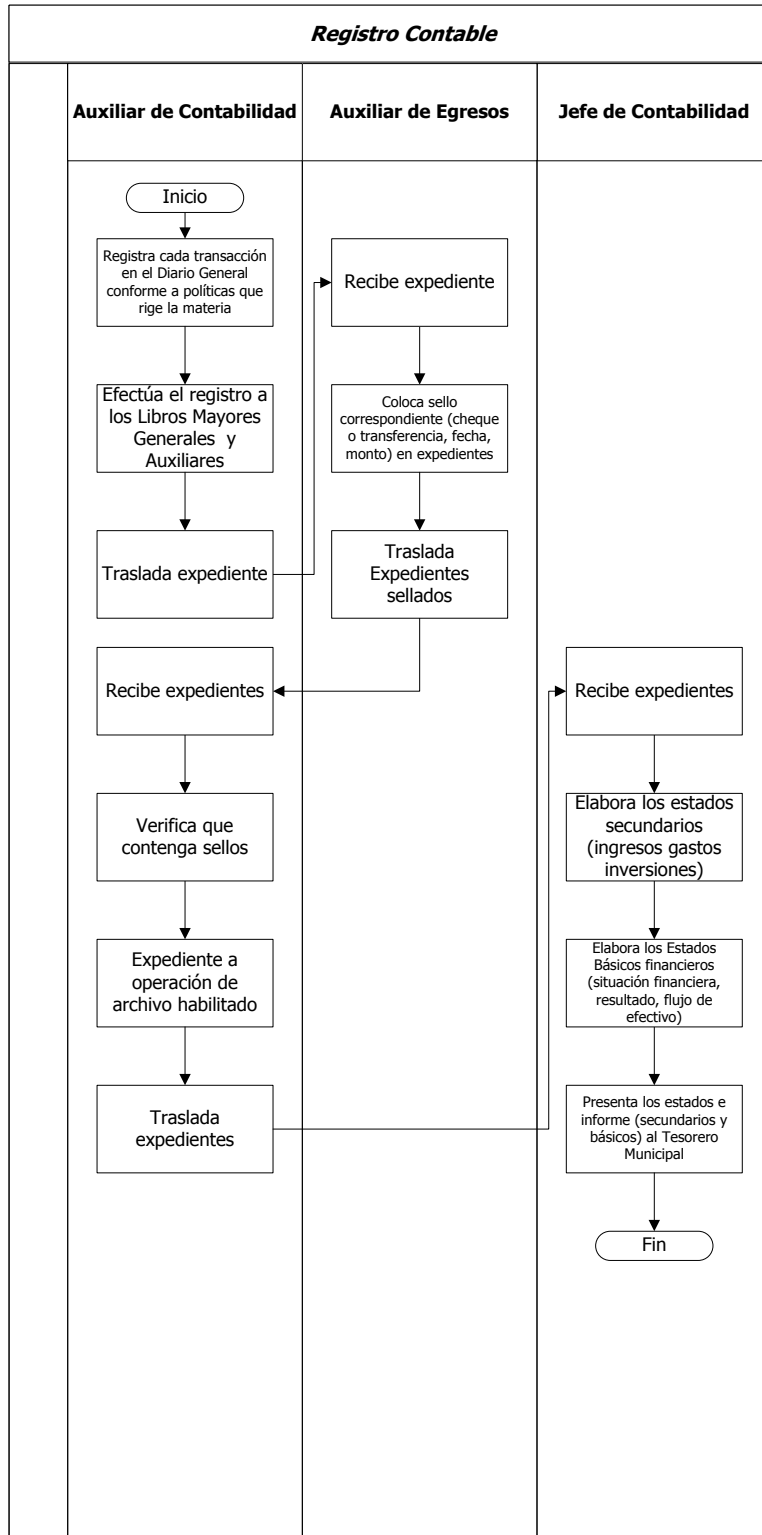 Registro Contable
Auxiliar de Contabilidad
Auxiliar de Egresos
Jefe de Contabilidad
Inicio
Registra cada transacción
en el Diario General
conforme a políticas que
rige la materia
Efectúa el registro a
los Libros Mayores
Generales y
Auxiliares
Traslada expediente
Recibe expediente
Coloca sello
correspondiente (cheque
o transferencia, fecha,
monto) en expedientes
Traslada
Expedientes
sellados
Recibe expedientes
Verifica que
contenga sellos
Expediente a
operación de
archivo habilitado
Traslada
expedientes
Recibe expedientes
Elabora los estados
secundarios
(ingresos gastos
inversiones)
Elabora los Estados
Básicos financieros
(situación financiera,
resultado, flujo de
efectivo)
Presenta los estados e
informe (secundarios y
básicos) al Tesorero
Municipal
Fin